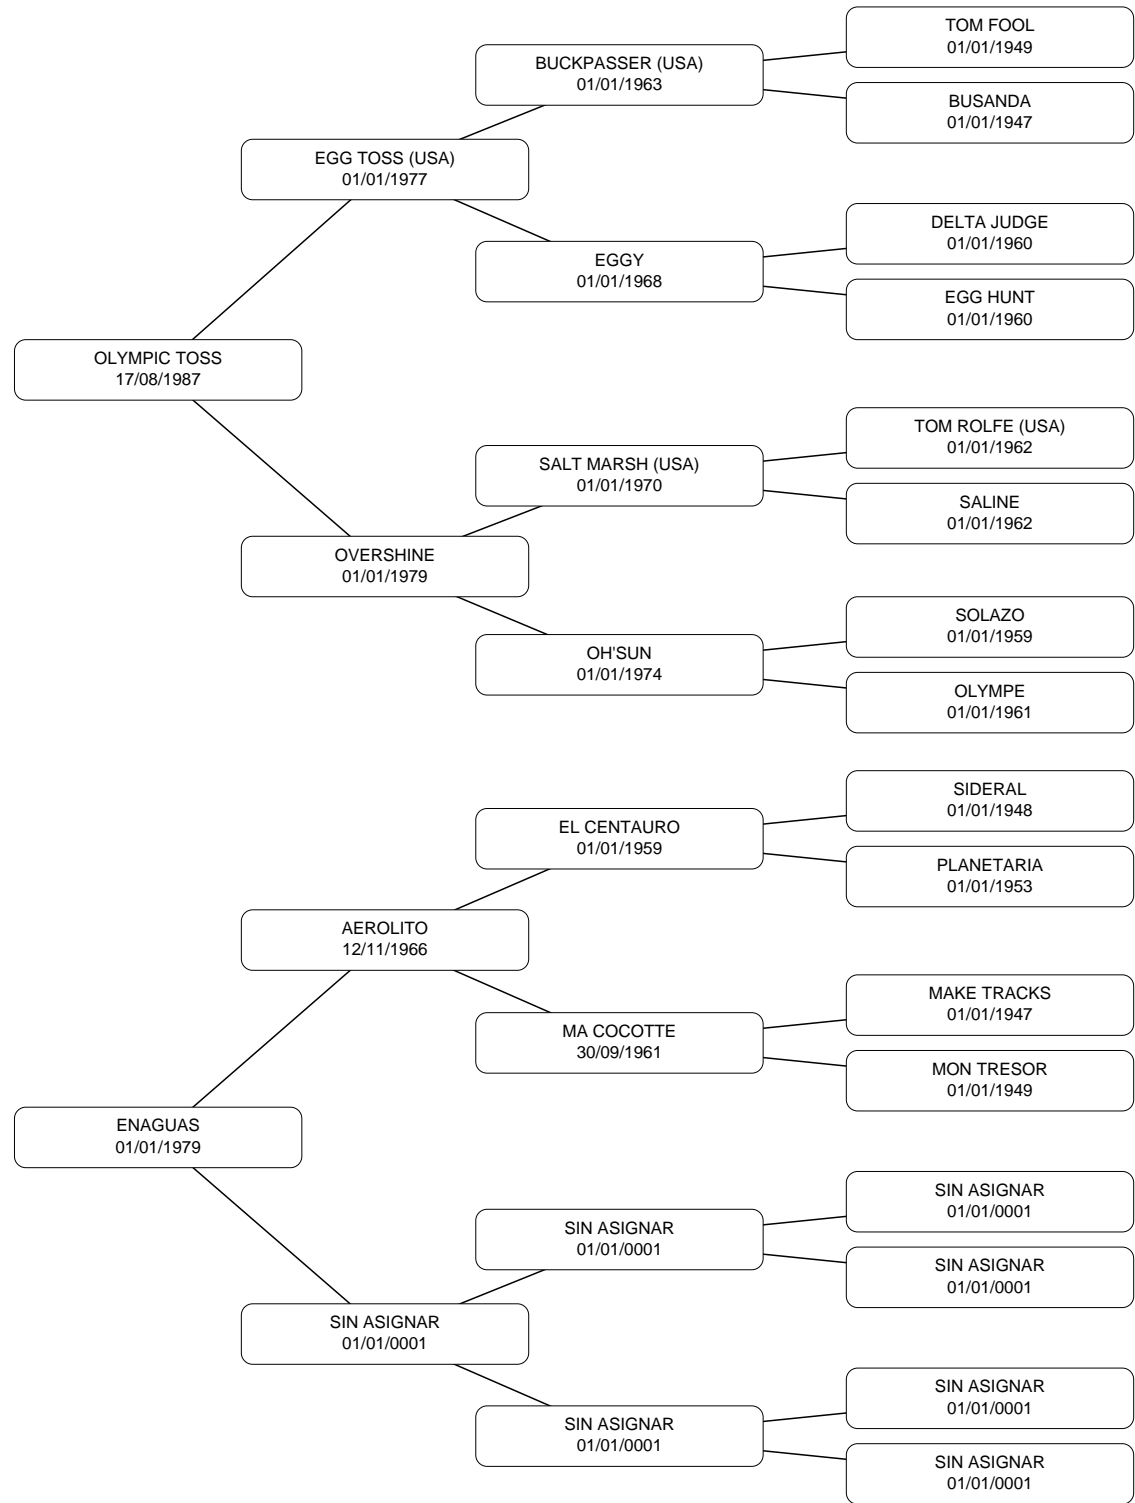 TOM FOOL
01/01/1949
BUCKPASSER (USA)
01/01/1963
BUSANDA
01/01/1947
EGG TOSS (USA)
01/01/1977
DELTA JUDGE
01/01/1960
EGGY
01/01/1968
EGG HUNT
01/01/1960
OLYMPIC TOSS
17/08/1987
TOM ROLFE (USA)
01/01/1962
SALT MARSH (USA)
01/01/1970
SALINE
01/01/1962
OVERSHINE
01/01/1979
SOLAZO
01/01/1959
OH'SUN
01/01/1974
OLYMPE
01/01/1961
SIDERAL
01/01/1948
EL CENTAURO
01/01/1959
PLANETARIA
01/01/1953
AEROLITO
12/11/1966
MAKE TRACKS
01/01/1947
MA COCOTTE
30/09/1961
MON TRESOR
01/01/1949
ENAGUAS
01/01/1979
SIN ASIGNAR
01/01/0001
SIN ASIGNAR
01/01/0001
SIN ASIGNAR
01/01/0001
SIN ASIGNAR
01/01/0001
SIN ASIGNAR
01/01/0001
SIN ASIGNAR
01/01/0001
SIN ASIGNAR
01/01/0001